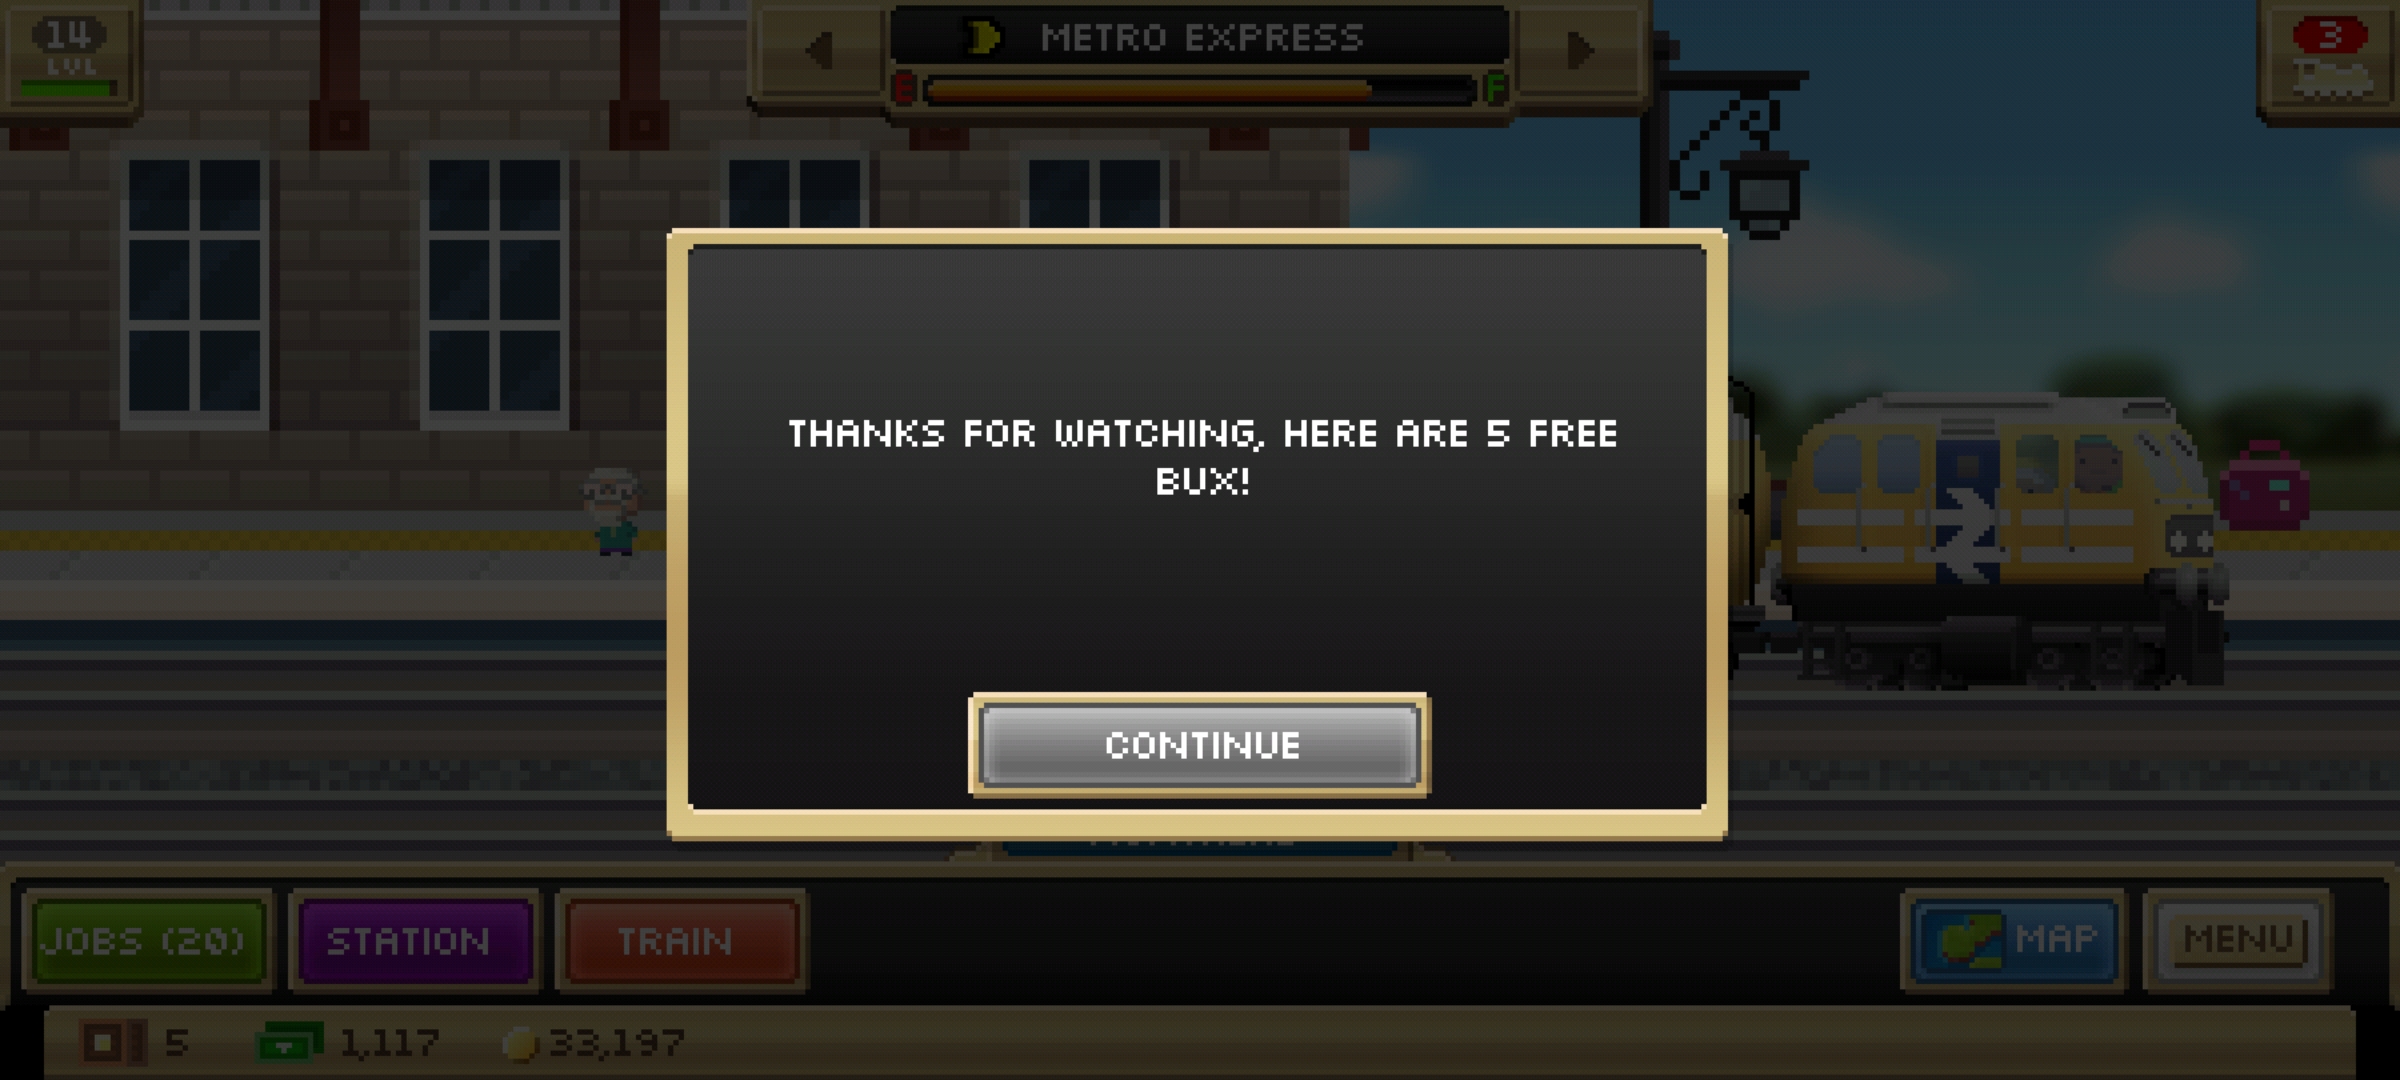 14
LVL
METRO EXPRESS
E
F
3
THANKS FOR WATCHING, HERE ARE 5 FREE
BUX!
CONTINUE
JOBS (20)
STATION
TRAIN
MAP
MENU
5
1,117
33,197